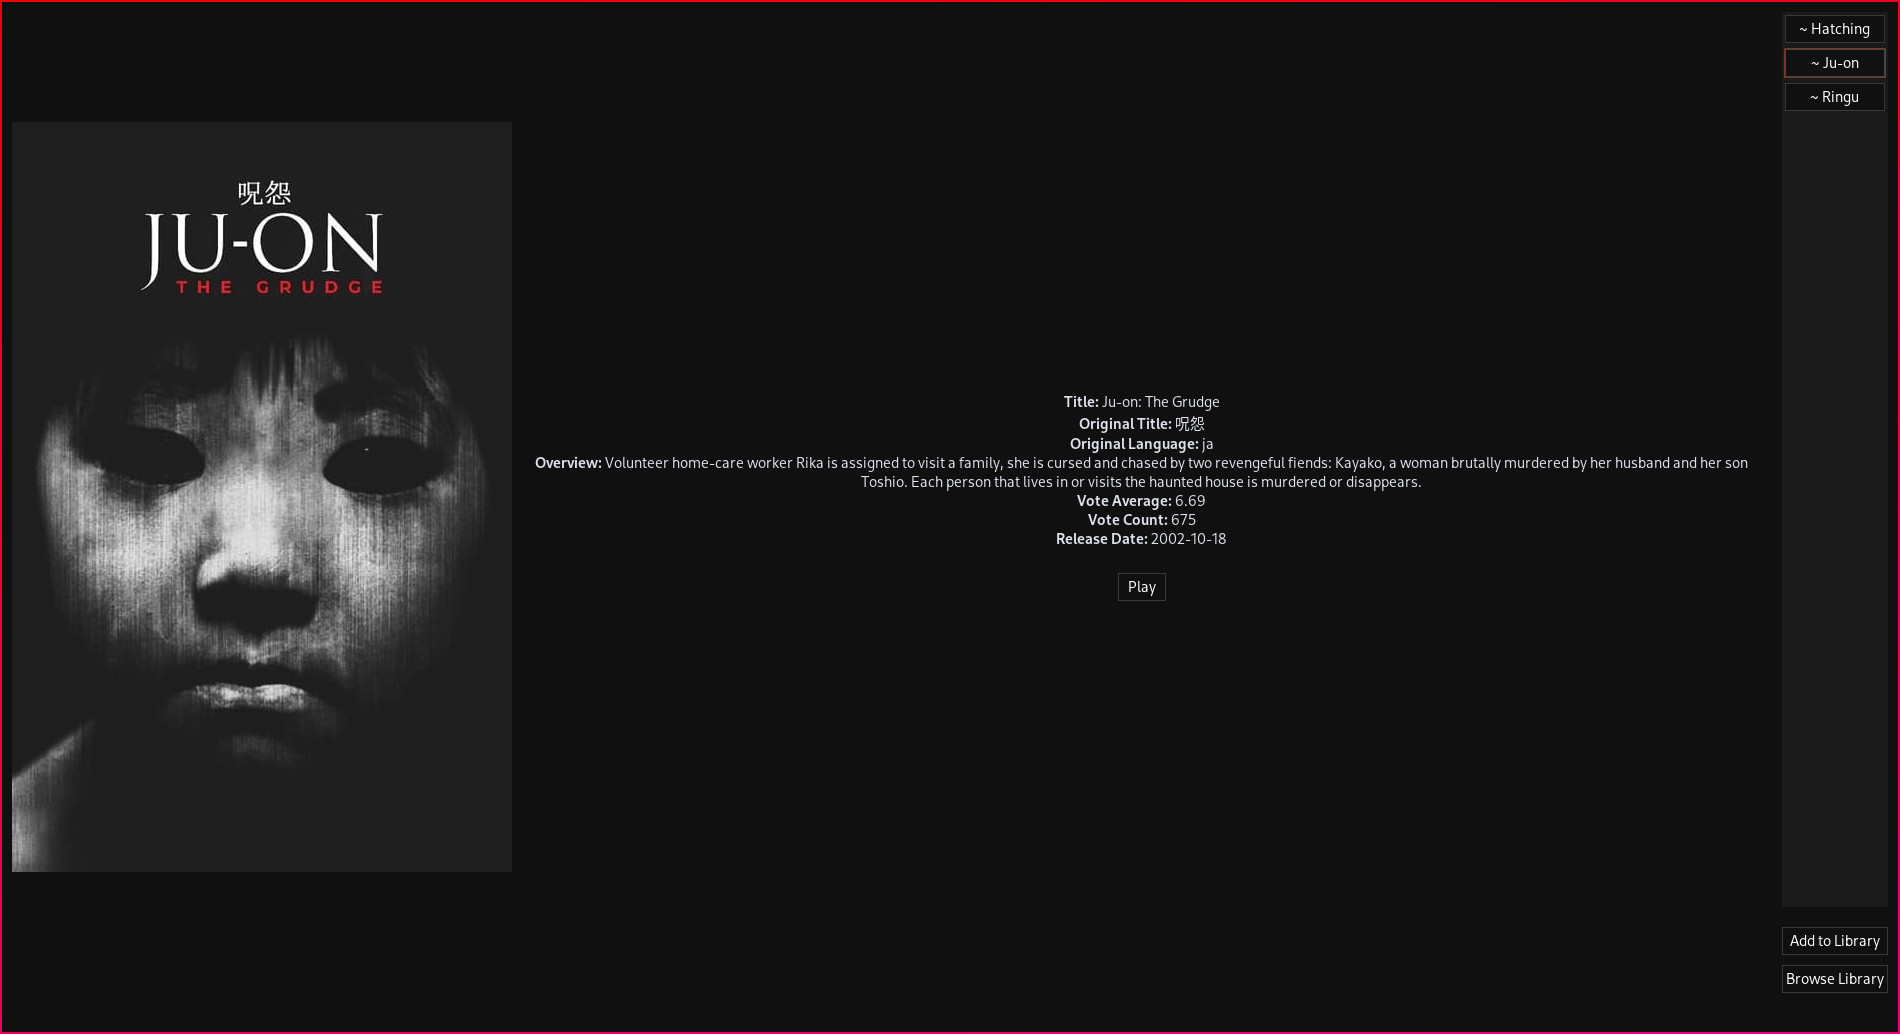 呪怨
JU-ON
THE GRUDGE
Title: Ju-on: The Grudge
Original Title: 呪怨
Original Language: ja
Overview: Volunteer home-care worker Rika is assigned to visit a family, she is cursed and chased by two revengeful fiends: Kayako, a woman brutally murdered by her husband and her son
Toshio. Each person that lives in or visits the haunted house is murdered or disappears.
Vote Average: 6.69
Vote Count: 675
Release Date: 2002-10-18
Play
~ Hatching
~ Ju-on
~ Ringu
Add to Library
Browse Library